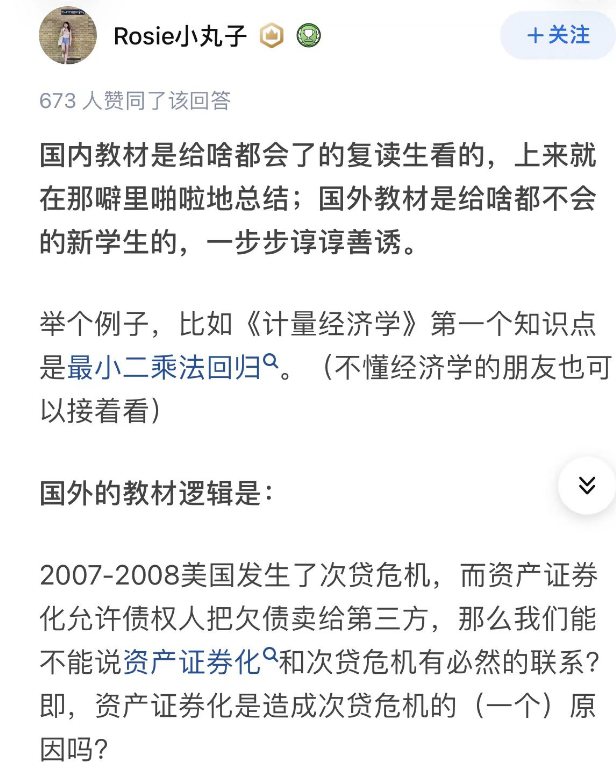 Rosie小丸子
+关注
673 人赞同了该回答
国内教材是给啥都会了的复读生看的，上来就
在那噼里啪啦地总结；国外教材是给啥都不会
的新学生的，一步步谆谆善诱。
举个例子，比如《计量经济学》第一个知识点
是最小二乘法回归。（不懂经济学的朋友也可
以接着看）
国外的教材逻辑是：
2007-2008美国发生了次贷危机，而资产证券
化允许债权人把欠债卖给第三方，那么我们能
不能说资产证券化和次贷危机有必然的联系？
即，资产证券化是造成次贷危机的（一个）原
因吗？